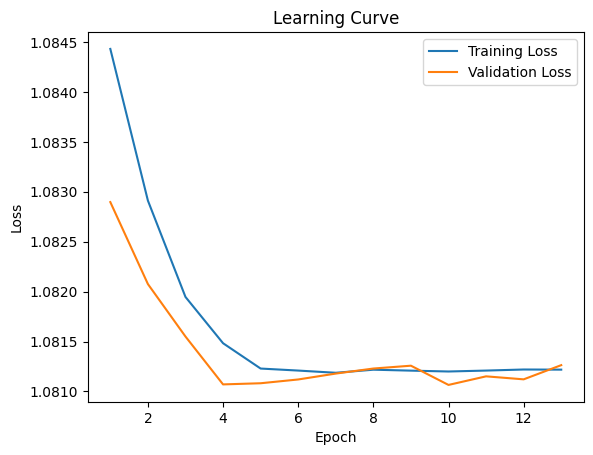 Learning Curve
Training Loss
Validation Loss
1.0845
1.0840
1.0835
1.0830
1.0825
1.0820
1.0815
1.0810
Loss
2 4 6 8 10 12
Epoch